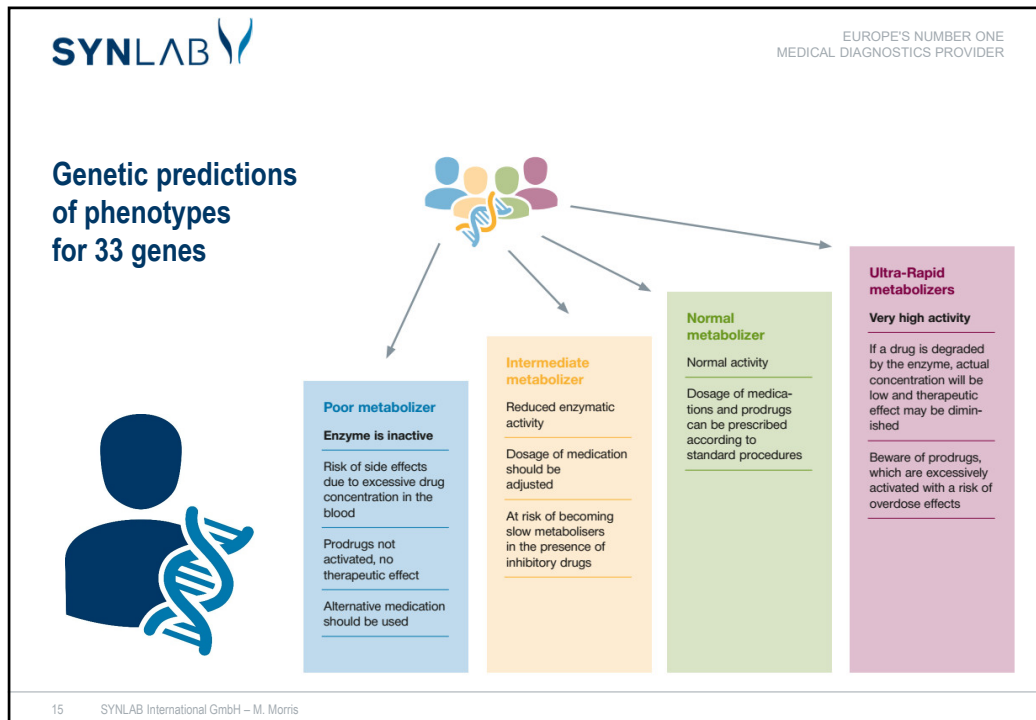 SYNLAB
EUROPE'S NUMBER ONE
MEDICAL DIAGNOSTICS PROVIDER
Genetic predictions
of phenotypes
for 33 genes
Poor metabolizer
Enzyme is inactive
Risk of side effects
due to excessive drug
concentration in the
blood
Prodrugs not
activated, no
therapeutic effect
Alternative medication
should be used
Intermediate
metabolizer
Reduced enzymatic
activity
Dosage of medication
should be
adjusted
At risk of becoming
slow metabolisers
in the presence of
inhibitory drugs
Normal
metabolizer
Normal activity
Dosage of medica-
tions and prodrugs
can be prescribed
according to
standard procedures
Ultra-Rapid
metabolizers
Very high activity
If a drug is degraded
by the enzyme, actual
concentration will be
low and therapeutic
effect may be dimin-
ished
Beware of prodrugs,
which are excessively
activated with a risk of
overdose effects
15 SYNLAB International GmbH – M. Morris